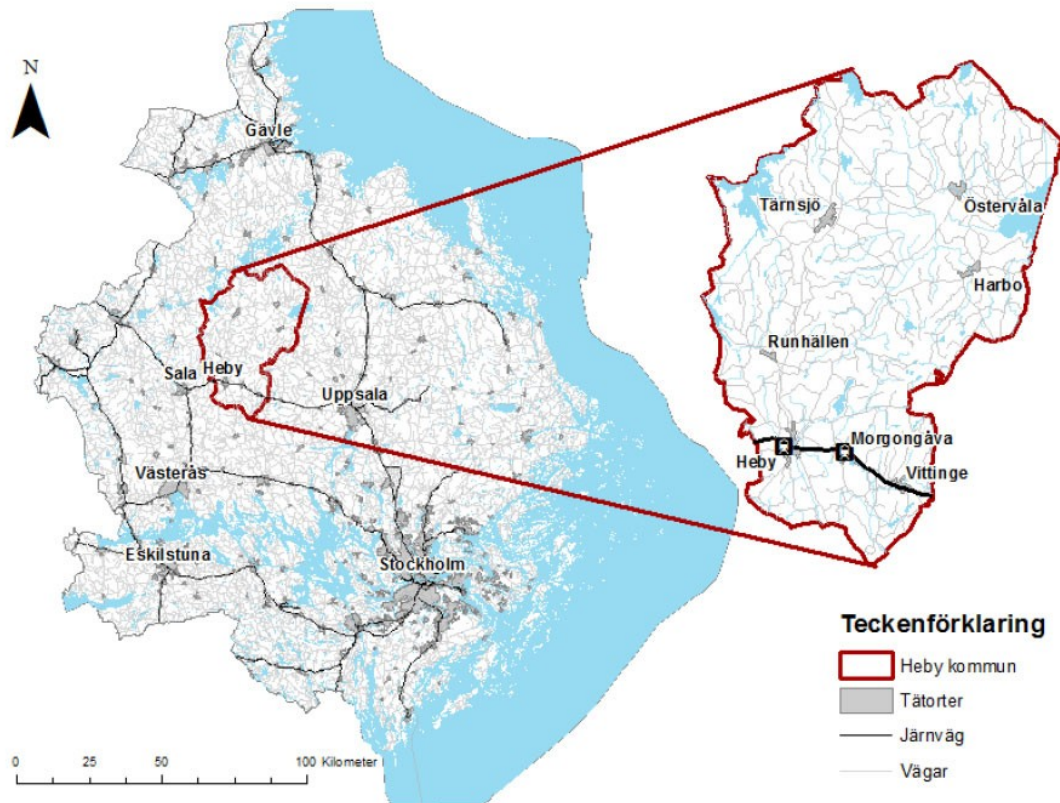 N
Gävle
Sala
Heby
Uppsala
Västerås
Eskilstuna
Stockholm
0 25 50 100 Kilometer
Tärnsjö
Östervåla
Harbo
Runhällen
Morgongåva
Heby
Vittinge
Teckenförklaring
Heby kommun
Tätorter
Järnväg
Vägar